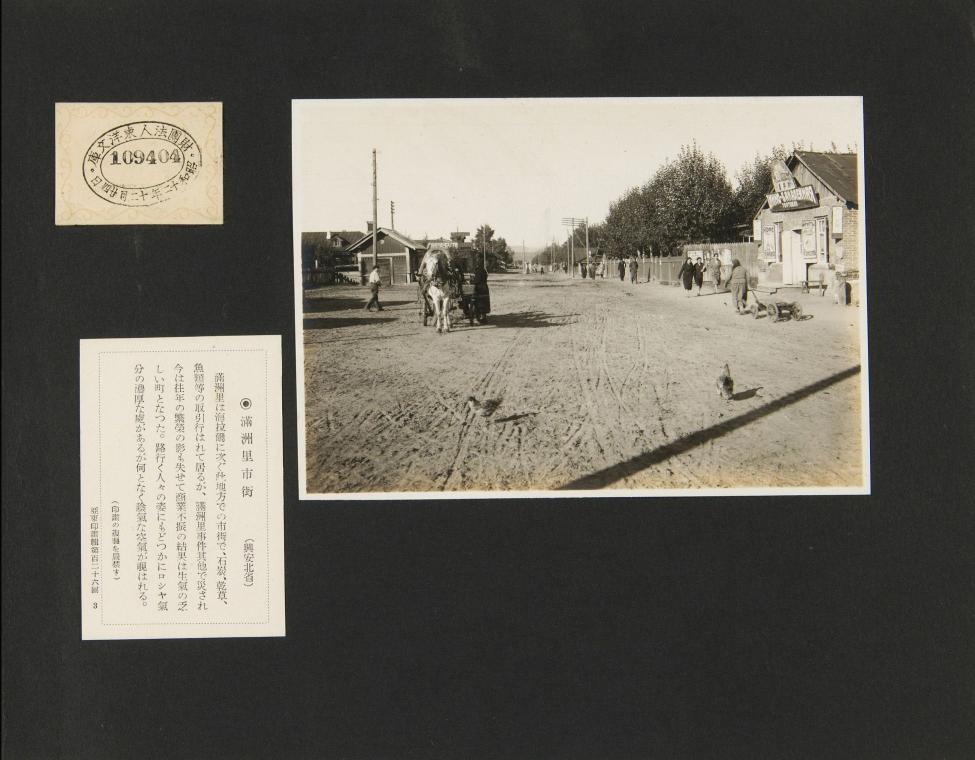 財團法人東洋文庫
109404
昭和十二年十二月廿四日
◉滿洲里市街
(興安北省)
滿洲里は海拉爾に次ぐ此地方での市街で、石炭、乾草、
魚類等の取引行はれて居るが、滿洲里事件其他で災され
今は往年の繁榮の影も失せて商業不振の結果は生氣の乏
しい町となつた。路行く人々の姿にもどつかにロシヤ氣
分の濃厚な處があるが何となく陰氣な空氣が覗はれる。
(印畫の複製を嚴禁す)
亞東印畫輯第百二十六回 3